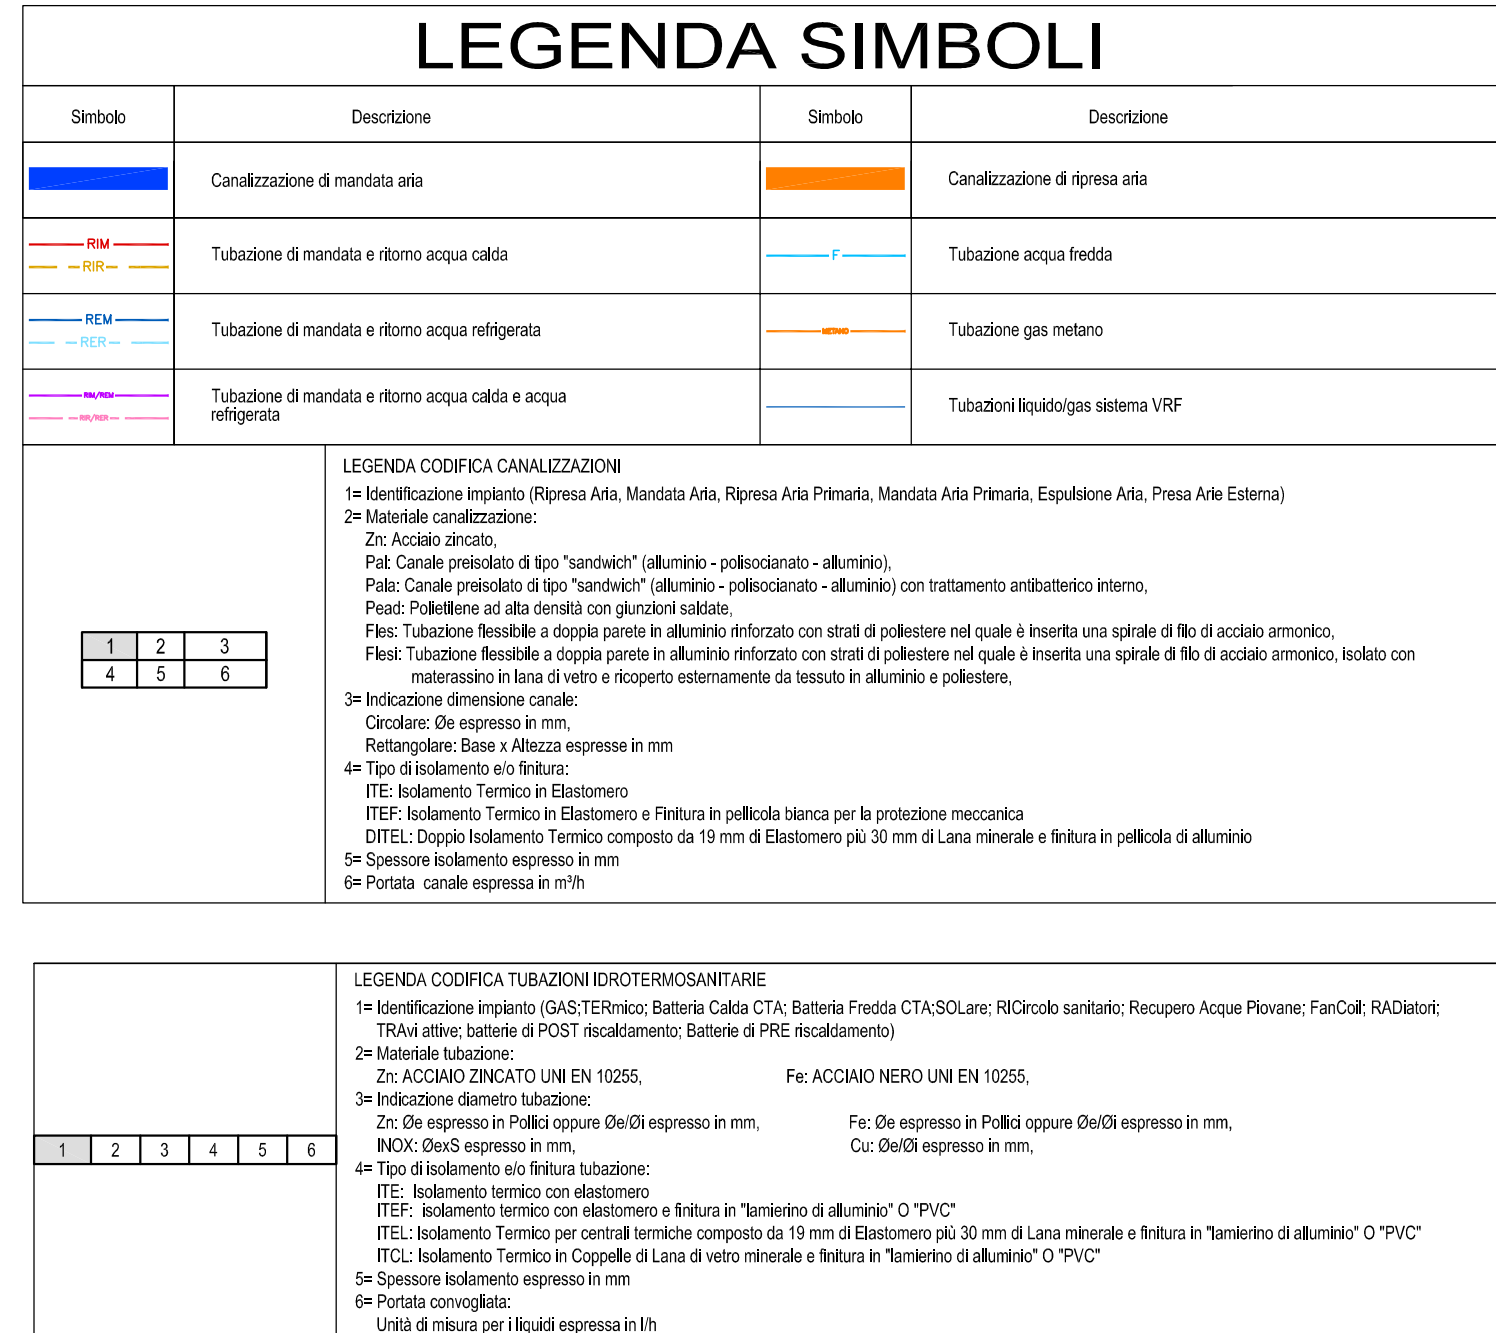 LEGENDA SIMBOLI
Simbolo Descrizione Simbolo Descrizione
Canalizzazione di mandata aria
Canalizzazione di ripresa aria
RIM
RIR
Tubazione di mandata e ritorno acqua calda
F
Tubazione acqua fredda
REM
RER
Tubazione di mandata e ritorno acqua refrigerata
METANO
Tubazione gas metano
RIM/REM
RIR/RER
Tubazione di mandata e ritorno acqua calda e acqua
refrigerata
Tubazioni liquido/gas sistema VRF
1 2 3
4 5 6
LEGENDA CODIFICA CANALIZZAZIONI
1= Identificazione impianto (Ripresa Aria, Mandata Aria, Ripresa Aria Primaria, Mandata Aria Primaria, Espulsione Aria, Presa Arie Esterna)
2= Materiale canalizzazione:
Zn: Acciaio zincato,
Pal: Canale preisolato di tipo "sandwich" (alluminio - polisocianato - alluminio),
Pala: Canale preisolato di tipo "sandwich" (alluminio - polisocianato - alluminio) con trattamento antibatterico interno,
Pead: Polietilene ad alta densità con giunzioni saldate,
Fles: Tubazione flessibile a doppia parete in alluminio rinforzato con strati di poliestere nel quale è inserita una spirale di filo di acciaio armonico,
Flesi: Tubazione flessibile a doppia parete in alluminio rinforzato con strati di poliestere nel quale è inserita una spirale di filo di acciaio armonico, isolato con
materassino in lana di vetro e ricoperto esternamente da tessuto in alluminio e poliestere,
3= Indicazione dimensione canale:
Circolare: Øe espresso in mm,
Rettangolare: Base x Altezza espresse in mm
4= Tipo di isolamento e/o finitura:
ITE: Isolamento Termico in Elastomero
ITEF: Isolamento Termico in Elastomero e Finitura in pellicola bianca per la protezione meccanica
DITEL: Doppio Isolamento Termico composto da 19 mm di Elastomero più 30 mm di Lana minerale e finitura in pellicola di alluminio
5= Spessore isolamento espresso in mm
6= Portata canale espressa in m³/h
1 2 3 4 5 6
LEGENDA CODIFICA TUBAZIONI IDROTERMOSANITARIE
1= Identificazione impianto (GAS;TERmico; Batteria Calda CTA; Batteria Fredda CTA;SOLare; RICircolo sanitario; Recupero Acque Piovane; FanCoil; RADiatori;
TRAvi attive; batterie di POST riscaldamento; Batterie di PRE riscaldamento)
2= Materiale tubazione:
Zn: ACCIAIO ZINCATO UNI EN 10255, Fe: ACCIAIO NERO UNI EN 10255,
3= Indicazione diametro tubazione:
Zn: Øe espresso in Pollici oppure Øe/Øi espresso in mm, Fe: Øe espresso in Pollici oppure Øe/Øi espresso in mm,
INOX: ØexS espresso in mm, Cu: Øe/Øi espresso in mm,
4= Tipo di isolamento e/o finitura tubazione:
ITE: Isolamento termico con elastomero
ITEF: isolamento termico con elastomero e finitura in "lamierino di alluminio" O "PVC"
ITEL: Isolamento Termico per centrali termiche composto da 19 mm di Elastomero più 30 mm di Lana minerale e finitura in "lamierino di alluminio" O "PVC"
ITCL: Isolamento Termico in Coppelle di Lana di vetro minerale e finitura in "lamierino di alluminio" O "PVC"
5= Spessore isolamento espresso in mm
6= Portata convogliata:
Unità di misura per i liquidi espressa in l/h